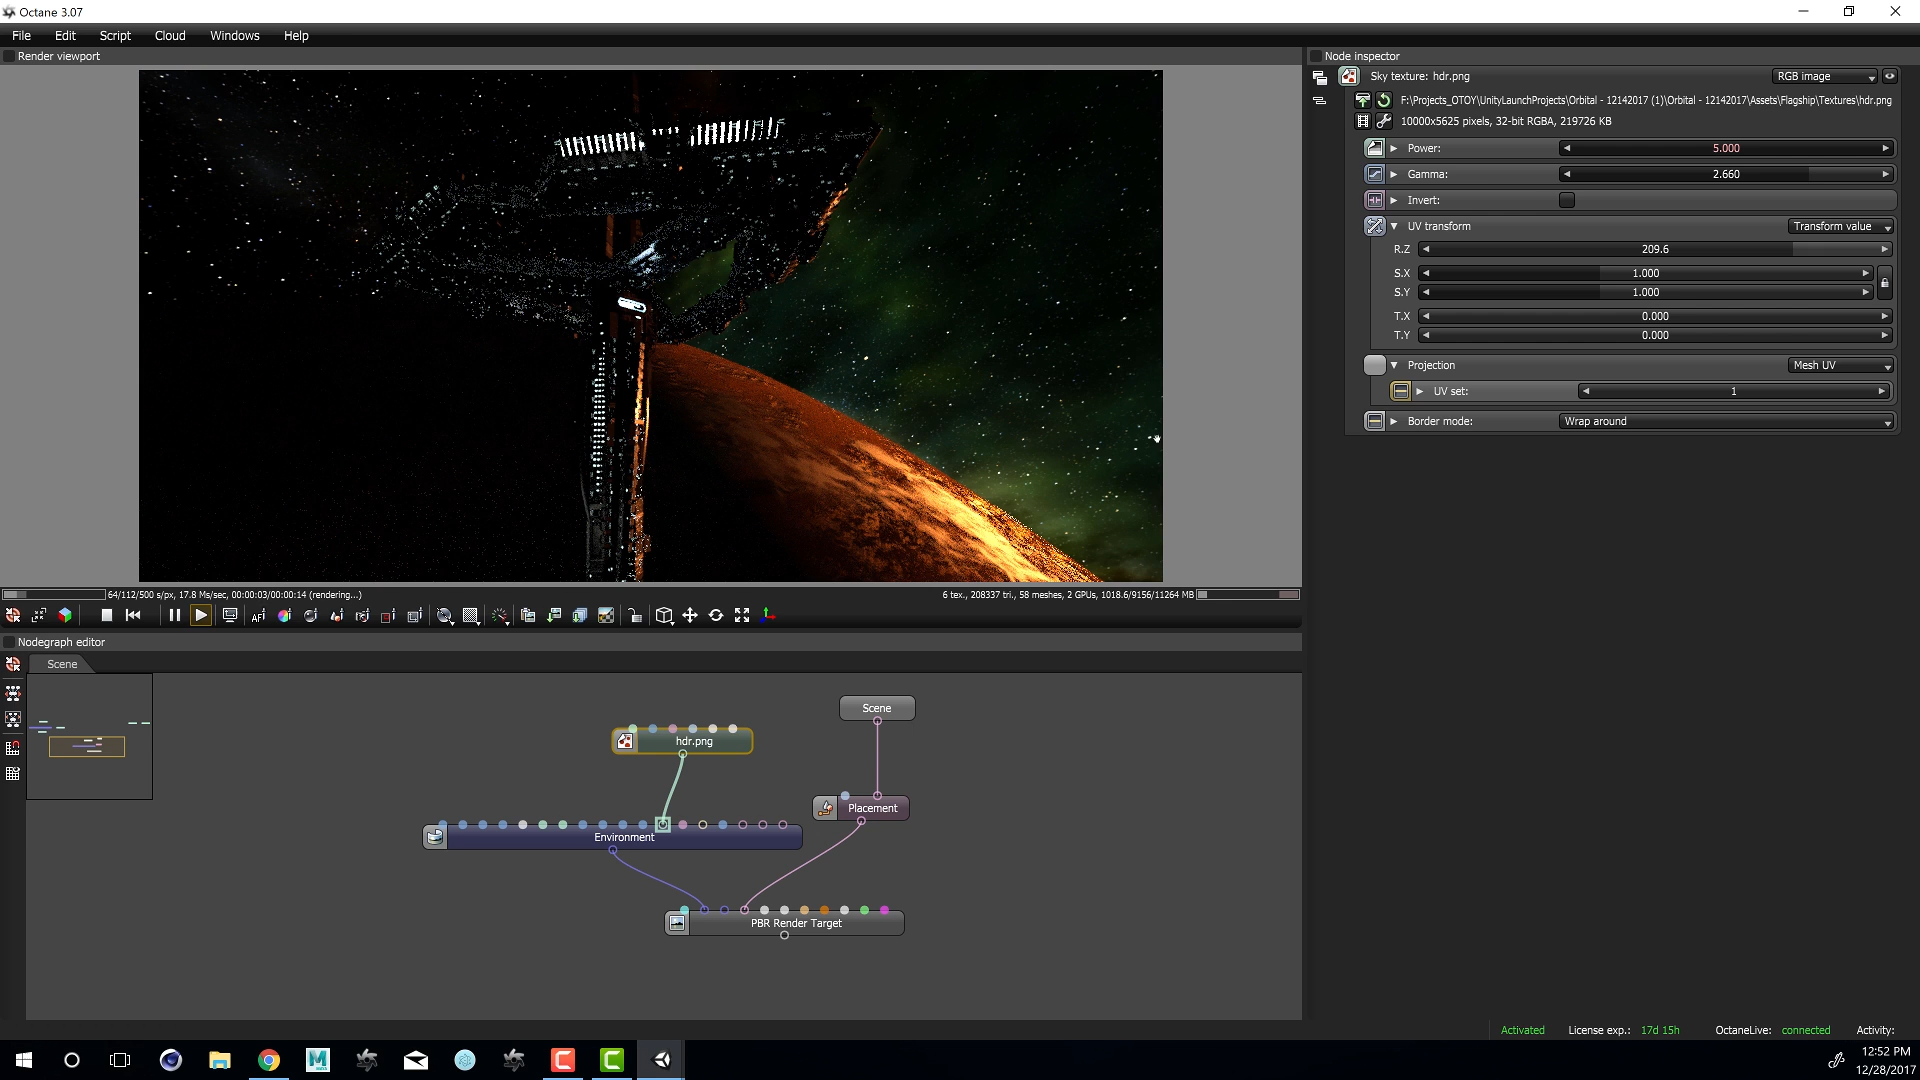 Octane 3.07
File Edit Script Cloud Windows Help
Render viewport
Node inspector
Sky texture: hdr.png RGB image
F:\Projects_OTOY\UnityLaunchProjects\Orbital - 12142017 (1)\Orbital - 12142017\Assets\Flagship\Textures\hdr.png
10000x5625 pixels, 32-bit RGBA, 219726 KB
Power: 5.000
Gamma: 2.660
Invert:
UV transform Transform value
R.Z 209.6
S.X 1.000
S.Y 1.000
T.X 0.000
T.Y 0.000
Projection Mesh UV
UV set: 1
Border mode: Wrap around
64/112/500 s/px, 17.8 Ms/sec, 00:00:03/00:00:14 (rendering...)
6 tex., 208337 tri., 58 meshes, 2 GPUs, 1018.6/9156/11264 MB
AF
Nodegraph editor
Scene
Scene
hdr.png
Placement
Environment
PBR Render Target
Activated License exp.: 17d 15h OctaneLive: connected Activity:
12:52 PM
12/28/2017